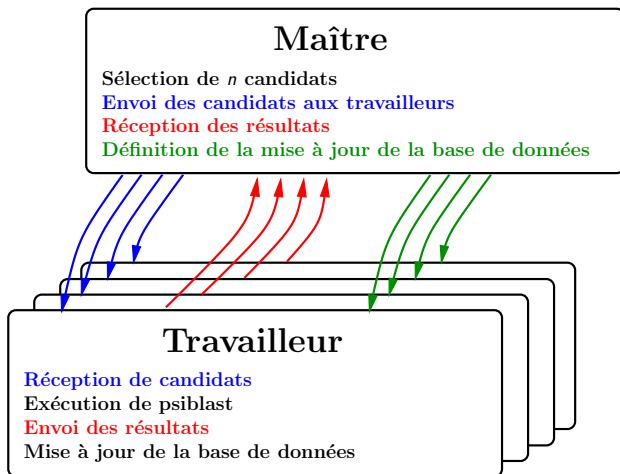 Maître
Sélection de n candidats
Envoi des candidats aux travailleurs
Réception des résultats
Définition de la mise à jour de la base de données
Travailleur
Réception de candidats
Exécution de psiblast
Envoi des résultats
Mise à jour de la base de données